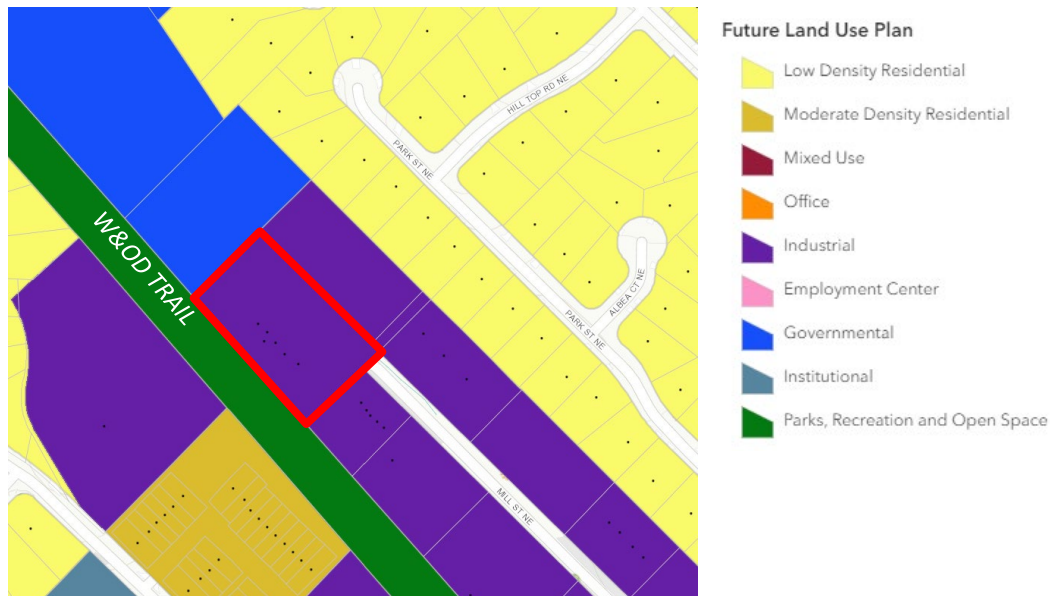 Future Land Use Plan
Low Density Residential
Moderate Density Residential
Mixed Use
Office
Industrial
Employment Center
Governmental
Institutional
Parks, Recreation and Open Space
HILL TOP RD NE
PARK ST NE
W&OD TRAIL
ALBEA CT NE
PARK ST NE
MILL ST NE